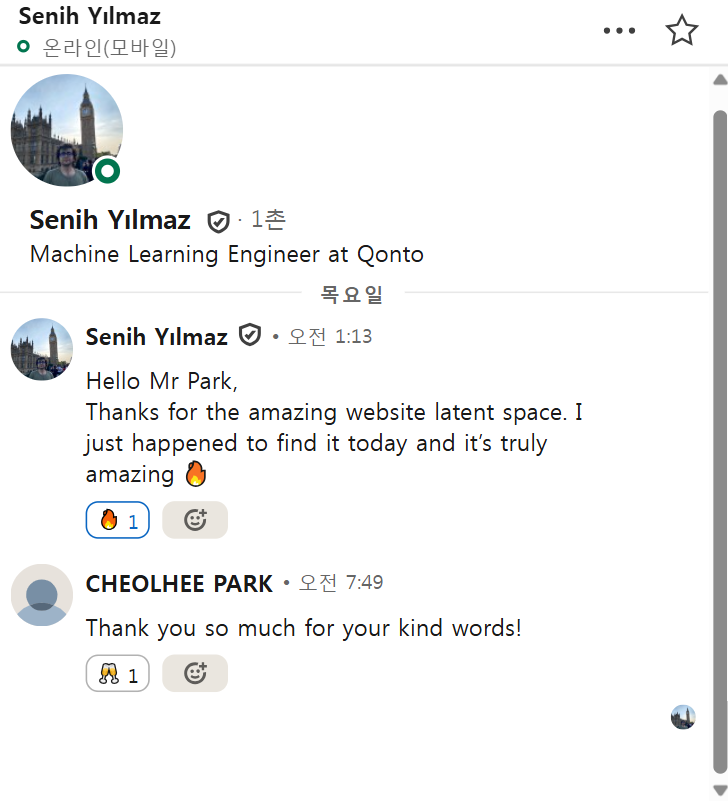 Senih Yılmaz
온라인(모바일)
Senih Yılmaz · 1촌
Machine Learning Engineer at Qonto
목요일
Senih Yılmaz • 오전 1:13
Hello Mr Park,
Thanks for the amazing website latent space. I
just happened to find it today and it’s truly
amazing 🔥
🔥 1
CHEOLHEE PARK • 오전 7:49
Thank you so much for your kind words!
🥂 1